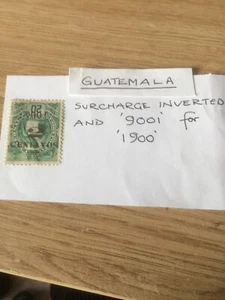 GUATEMALA
SURCHARGE INVERTED
AND '9001' for
'1900'
CENTAVOS